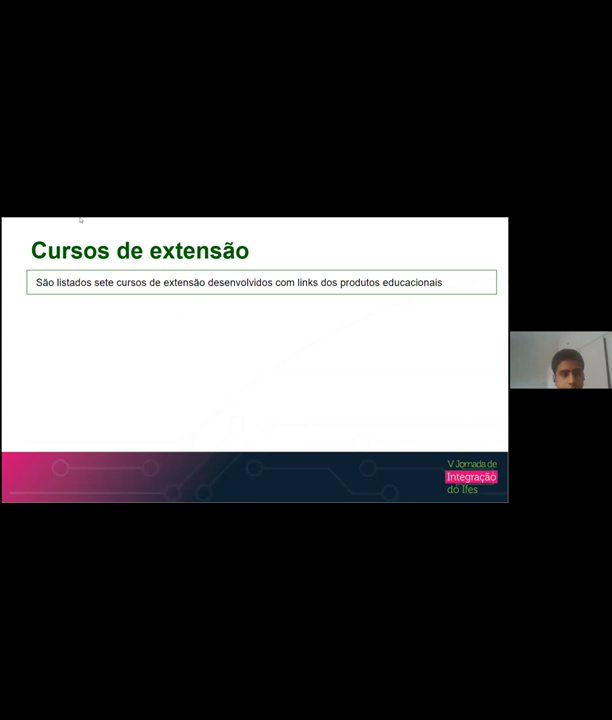 Cursos de extensão
São listados sete cursos de extensão desenvolvidos com links dos produtos educacionais
V Jornada de
Integração
do Ifes